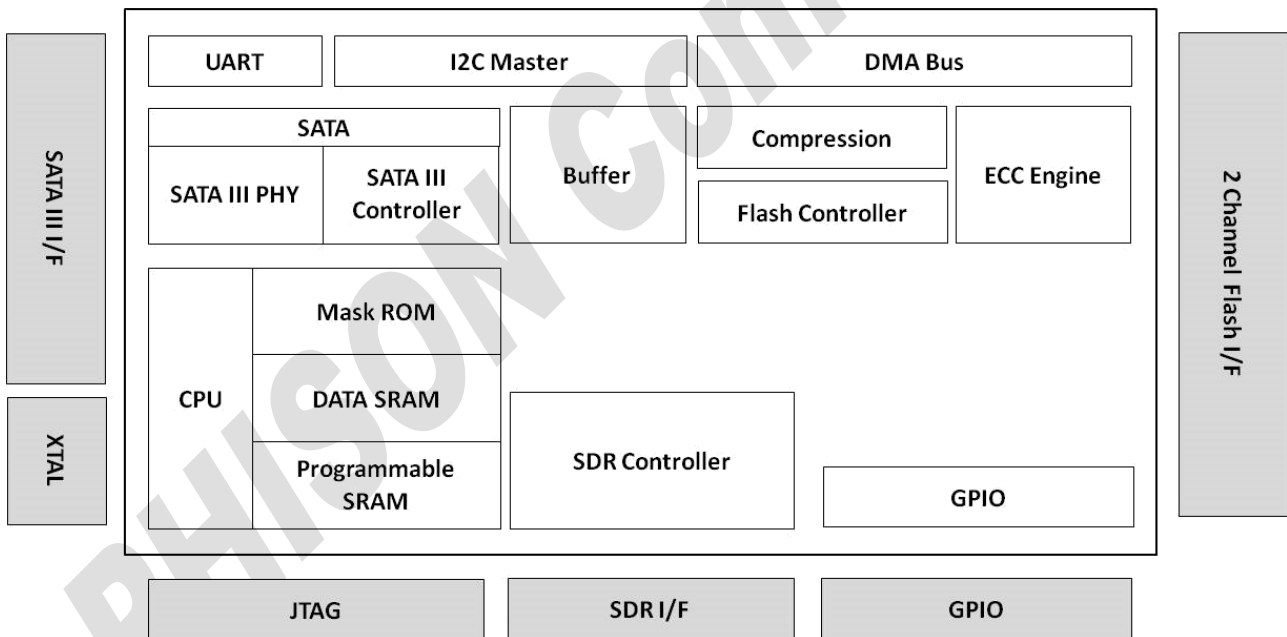 UART
I2C Master
DMA Bus
SATA
SATA III PHY
SATA III
Controller
Buffer
Compression
Flash Controller
ECC Engine
SATA III I/F
2 Channel Flash I/F
CPU
Mask ROM
DATA SRAM
Programmable
SRAM
SDR Controller
GPIO
XTAL
JTAG
SDR I/F
GPIO
PHISON Com